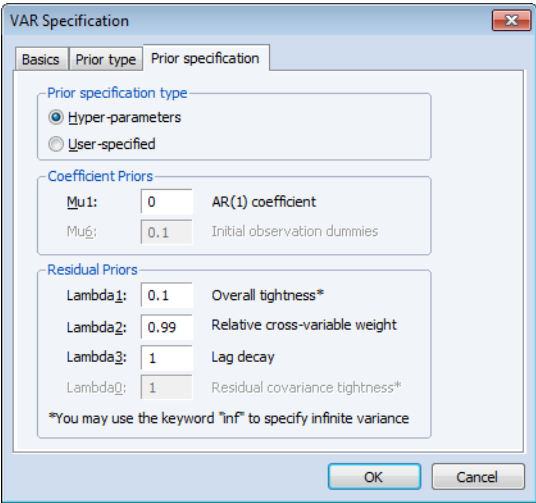 VAR Specification
Basics Prior type Prior specification
Prior specification type
Hyper-parameters
User-specified
Coefficient Priors
Mu1: 0 AR(1) coefficient
Mu6: 0.1 Initial observation dummies
Residual Priors
Lambda1: 0.1 Overall tightness*
Lambda2: 0.99 Relative cross-variable weight
Lambda3: 1 Lag decay
Lambda0: 1 Residual covariance tightness*
*You may use the keyword "inf" to specify infinite variance
OK Cancel